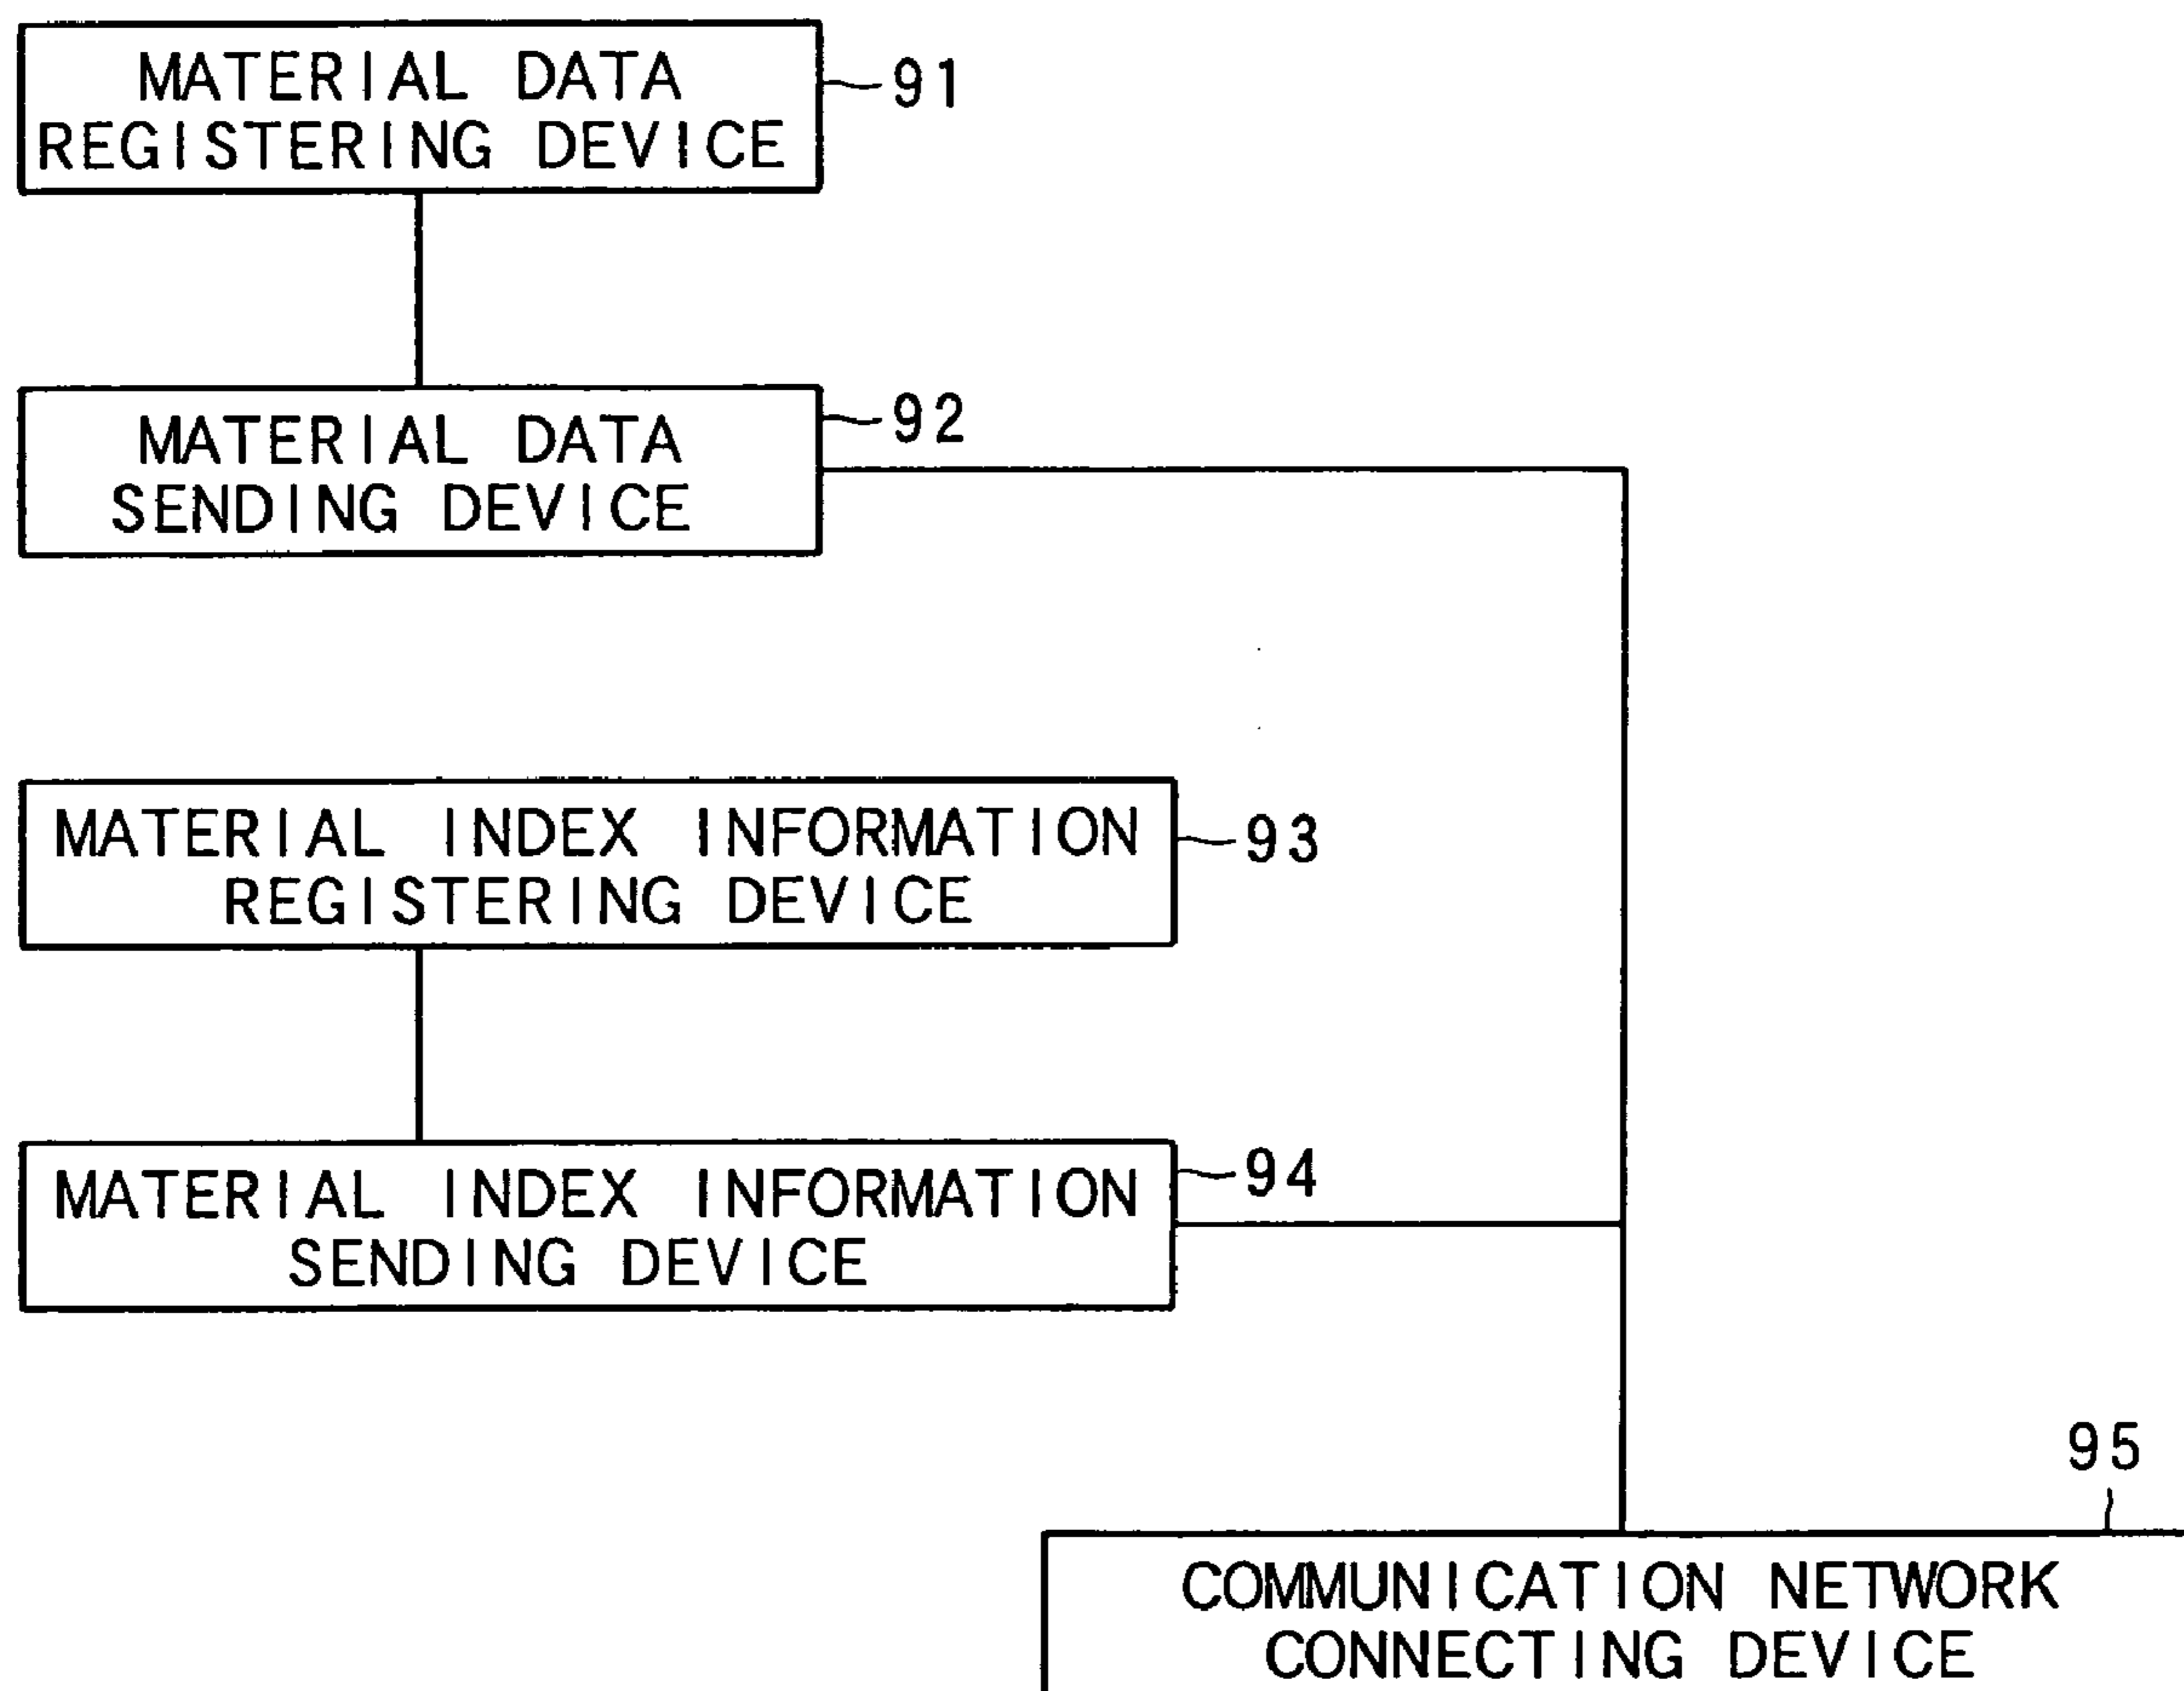 MATERIAL DATA
REGISTERING DEVICE
91
MATERIAL DATA
SENDING DEVICE
92
MATERIAL INDEX INFORMATION
REGISTERING DEVICE
93
MATERIAL INDEX INFORMATION
SENDING DEVICE
94
95
COMMUNICATION NETWORK
CONNECTING DEVICE